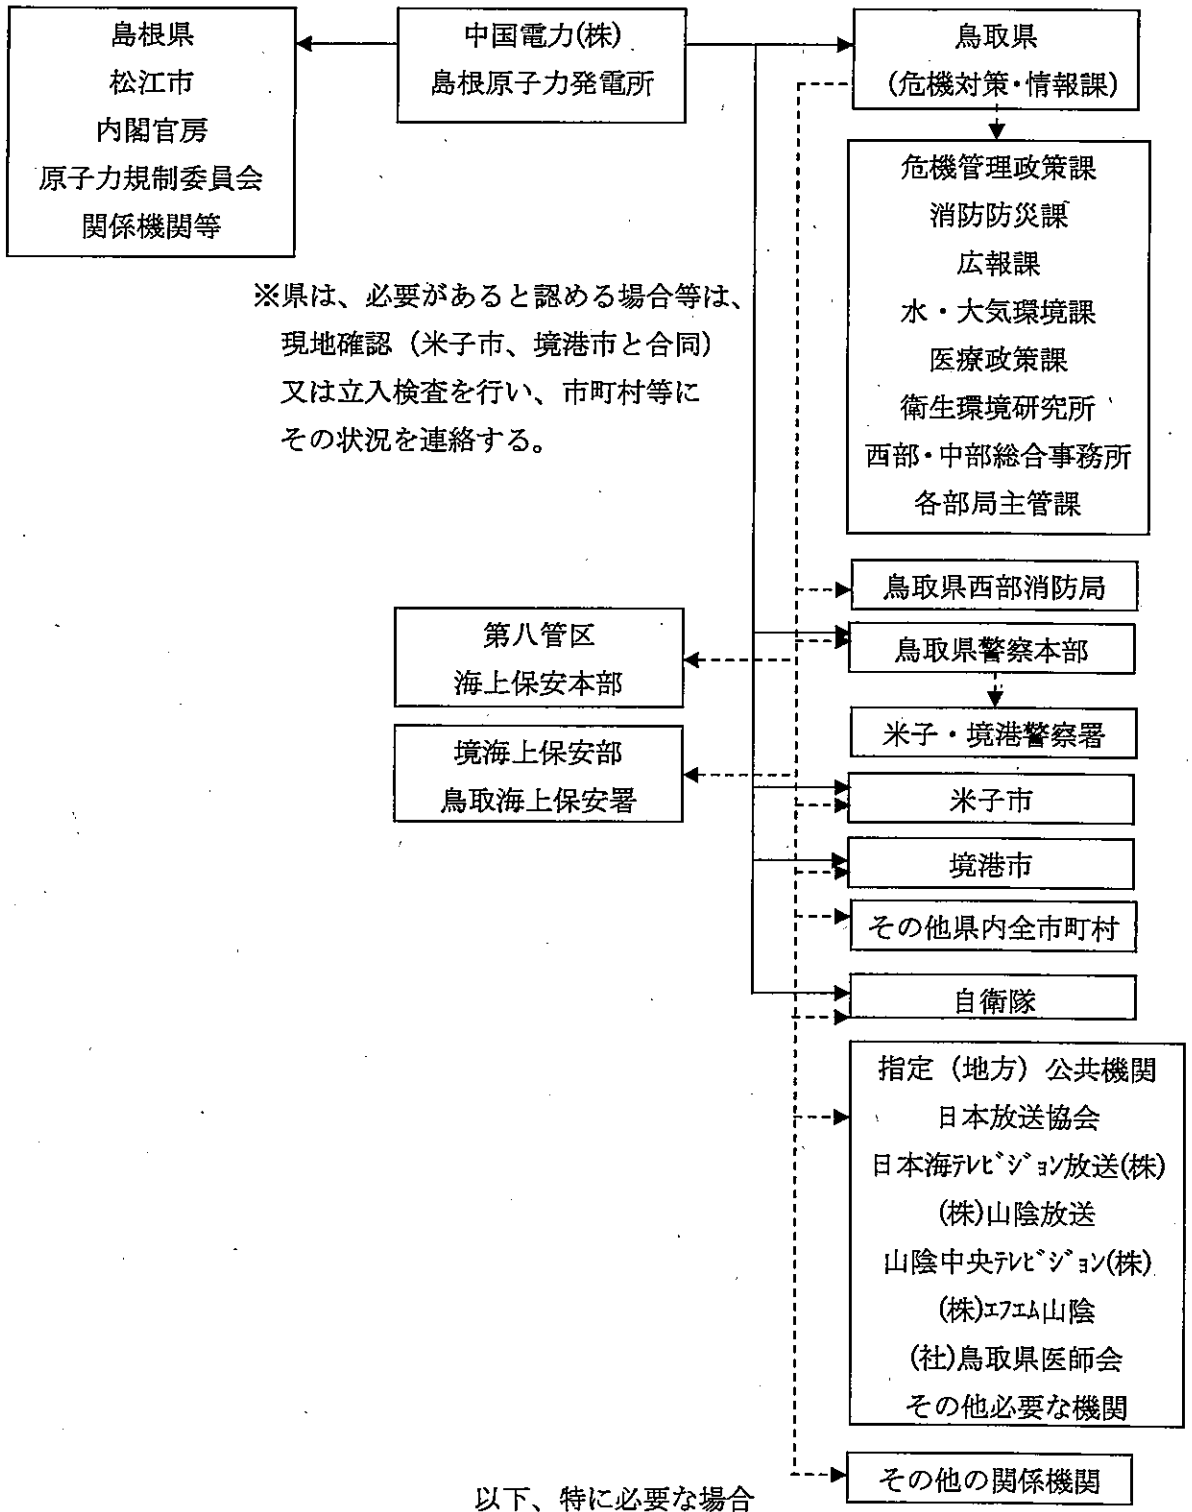 島根県
松江市
内閣官房
原子力規制委員会
関係機関等
中国電力(株)
島根原子力発電所
鳥取県
(危機対策・情報課)
危機管理政策課
消防防災課
広報課
水・大気環境課
医療政策課
衛生環境研究所
西部・中部総合事務所
各部局主管課
※県は、必要があると認める場合等は、
現地確認（米子市、境港市と合同）
又は立入検査を行い、市町村等に
その状況を連絡する。
鳥取県西部消防局
第八管区
海上保安本部
鳥取県警察本部
米子・境港警察署
境海上保安部
鳥取海上保安署
米子市
境港市
その他県内全市町村
自衛隊
指定（地方）公共機関
日本放送協会
日本海ﾃﾚﾋﾞｼﾞｮﾝ放送(株)
(株)山陰放送
山陰中央ﾃﾚﾋﾞｼﾞｮﾝ(株)
(株)ｴﾌｴﾑ山陰
(社)鳥取県医師会
その他必要な機関
その他の関係機関
以下、特に必要な場合